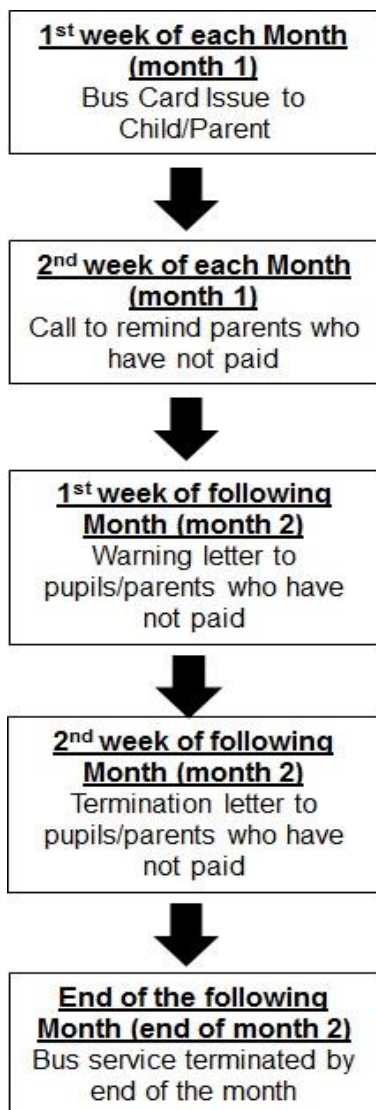 1st week of each Month
(month 1)
Bus Card Issue to
Child/Parent
2nd week of each Month
(month 1)
Call to remind parents who
have not paid
1st week of following
Month (month 2)
Warning letter to
pupils/parents who have
not paid
2nd week of following
Month (month 2)
Termination letter to
pupils/parents who have
not paid
End of the following
Month (end of month 2)
Bus service terminated by
end of the month